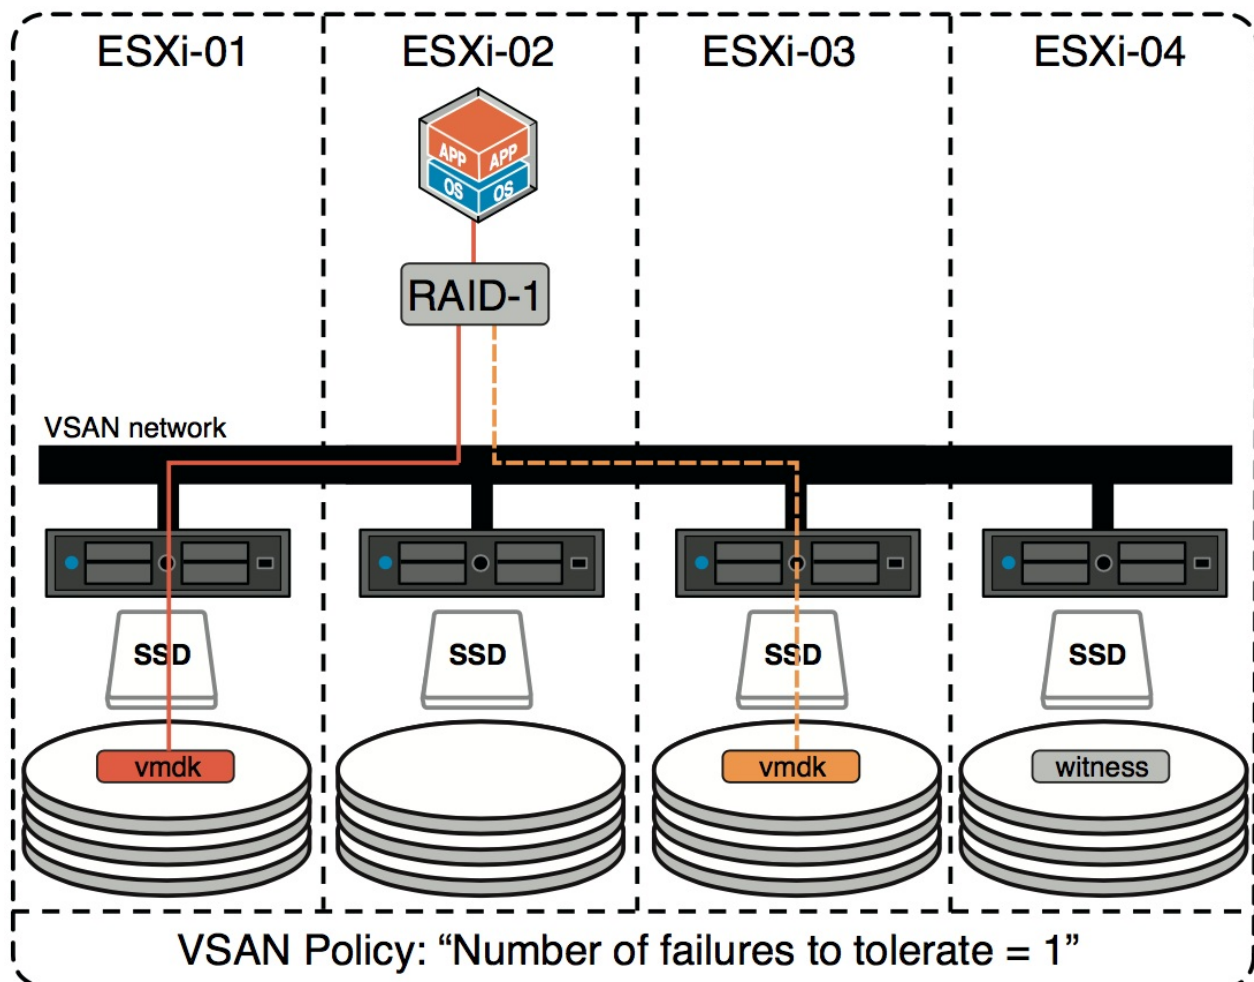 ESXi-01
ESXi-02
ESXi-03
ESXi-04
APP APP
OS OS
RAID-1
VSAN network
SSD
SSD
SSD
SSD
vmdk
vmdk
witness
VSAN Policy: “Number of failures to tolerate = 1”